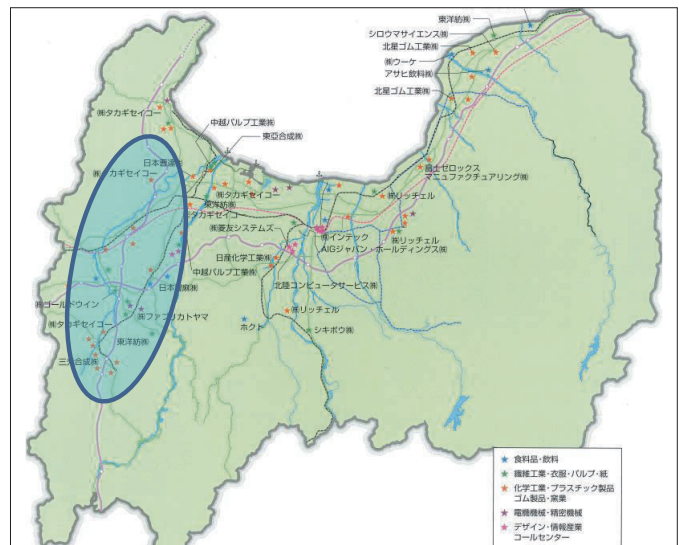 東洋紡㈱
シロウマサイエンス㈱
北星ゴム工業㈱
㈱ウーケ
アサヒ飲料㈱
北星ゴム工業㈱
㈱タカギセイコー
中越パルプ工業㈱
東亞合成㈱
㈱タカギセイコー
㈱タカギセイコー
富士ゼロックス
マニュファクチュアリング㈱
東洋紡㈱
㈱タカギセイコー
㈱リッチェル
㈱菱友システムズ
㈱インテック
㈱リッチェル
AIGジャパン・ホールディングス㈱
日産化学工業㈱
中越パルプ工業㈱
北陸コンピュータサービス㈱
㈱ゴールドウイン
㈱リッチェル
㈱ファブリカトヤマ
㈱タカギセイコー
ホクト
シキボウ㈱
東洋紡㈱
三光合成㈱
食料品・飲料
繊維工業・衣服・パルプ・紙
化学工業・プラスチック製品
ゴム製品・窯業
電機機械・精密機械
デザイン・情報産業
コールセンター